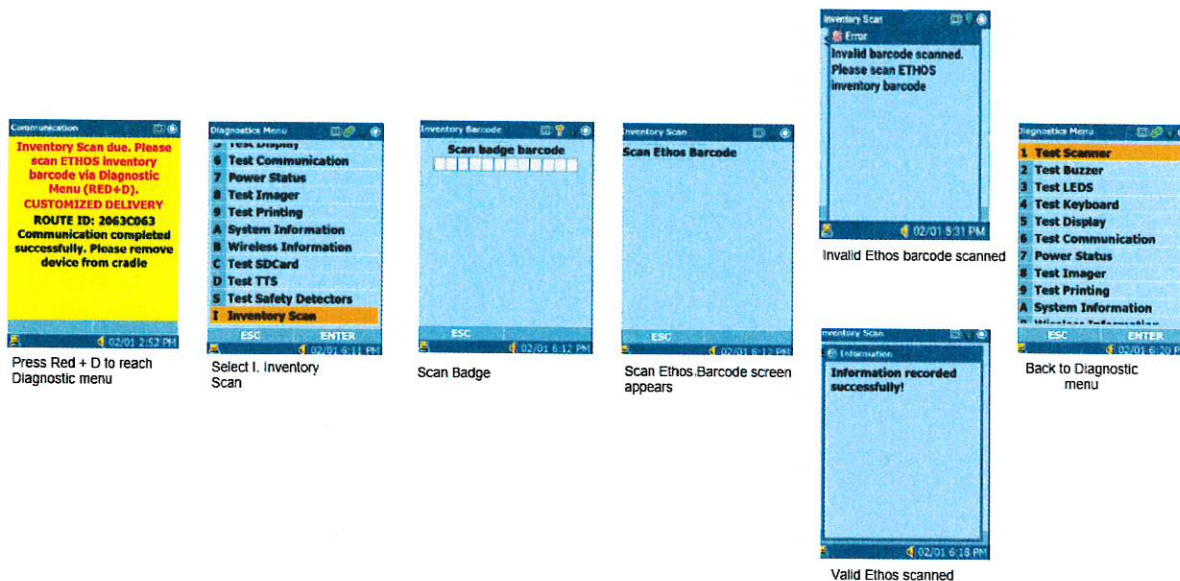 Communication
Inventory Scan due. Please
scan ETHOS inventory
barcode via Diagnostic
Menu (RED+D).
CUSTOMIZED DELIVERY
ROUTE ID: 2063C063
Communication completed
successfully. Please remove
device from cradle
02/01 2:52 PM
Press Red + D to reach
Diagnostic menu
Diagnostics Menu
5 Test Display
6 Test Communication
7 Power Status
8 Test Imager
9 Test Printing
A System Information
B Wireless Information
C Test SDCard
D Test TTS
S Test Safety Detectors
I Inventory Scan
ESC ENTER
02/01 6:11 PM
Select I. Inventory
Scan
Inventory Barcode
Scan badge barcode
ESC
02/01 6:12 PM
Scan Badge
Inventory Scan
Scan Ethos Barcode
ESC
02/01 6:12 PM
Scan Ethos Barcode screen
appears
Inventory Scan
Error
Invalid barcode scanned.
Please scan ETHOS
inventory barcode
02/01 5:31 PM
Invalid Ethos barcode scanned
Inventory Scan
Information
Information recorded
successfully!
02/01 6:18 PM
Valid Ethos scanned
Diagnostics Menu
1 Test Scanner
2 Test Buzzer
3 Test LEDS
4 Test Keyboard
5 Test Display
6 Test Communication
7 Power Status
8 Test Imager
9 Test Printing
A System Information
B Wireless Information
ESC ENTER
02/01 6:20 PM
Back to Diagnostic
menu